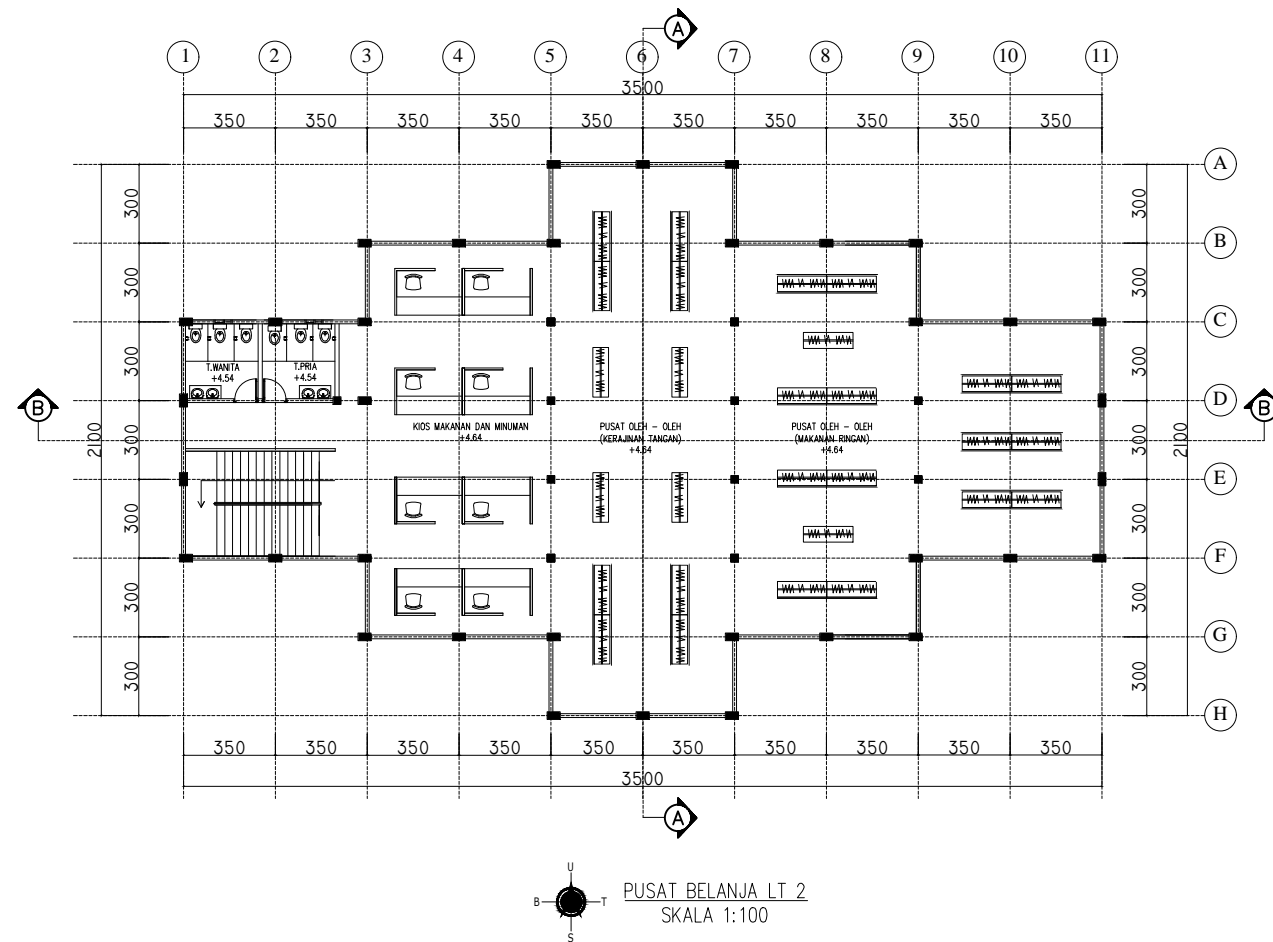 A
1 2 3 4 5 6 7 8 9 10 11
3500
350 350 350 350 350 350 350 350 350 350
A
300 300
B
300 300
C
300 300
T.WANITA T.PRIA
+4.54 +4.54
D
B B
KIOS MAKANAN DAN MINUMAN PUSAT OLEH - OLEH PUSAT OLEH - OLEH
+4.64 (KERAJINAN TANGAN) (MAKANAN RINGAN)
+4.64 +4.64
2100 300 300 2100
E
300 300
F
300 300
G
300 300
H
350 350 350 350 350 350 350 350 350 350
3500
A
U
B T
S
PUSAT BELANJA LT 2
SKALA 1:100